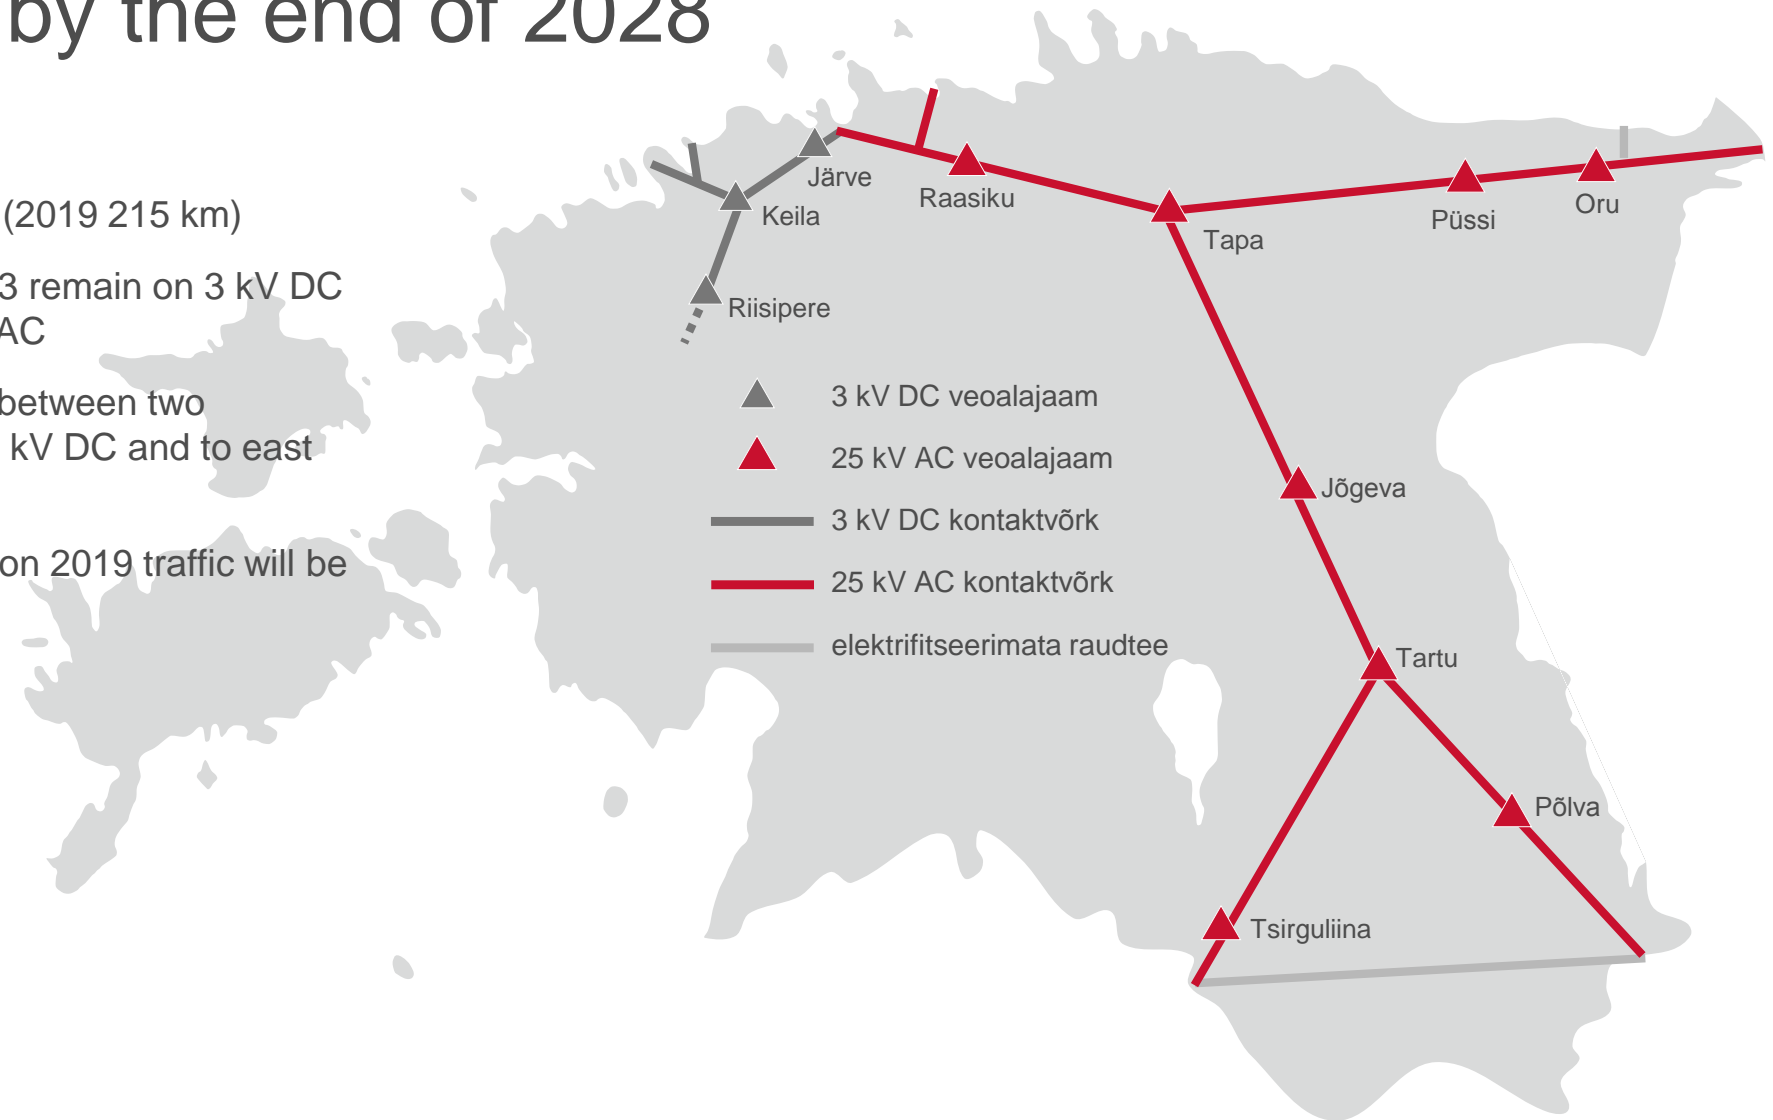 by the end of 2028
(2019 215 km)
3 remain on 3 kV DC
AC
between two
kV DC and to east
on 2019 traffic will be
Järve
Keila
Riisipere
Raasiku
Tapa
Püssi
Oru
Jõgeva
Tartu
Põlva
Tsirguliina
3 kV DC veoalajaam
25 kV AC veoalajaam
3 kV DC kontaktvõrk
25 kV AC kontaktvõrk
elektrifitseerimata raudtee